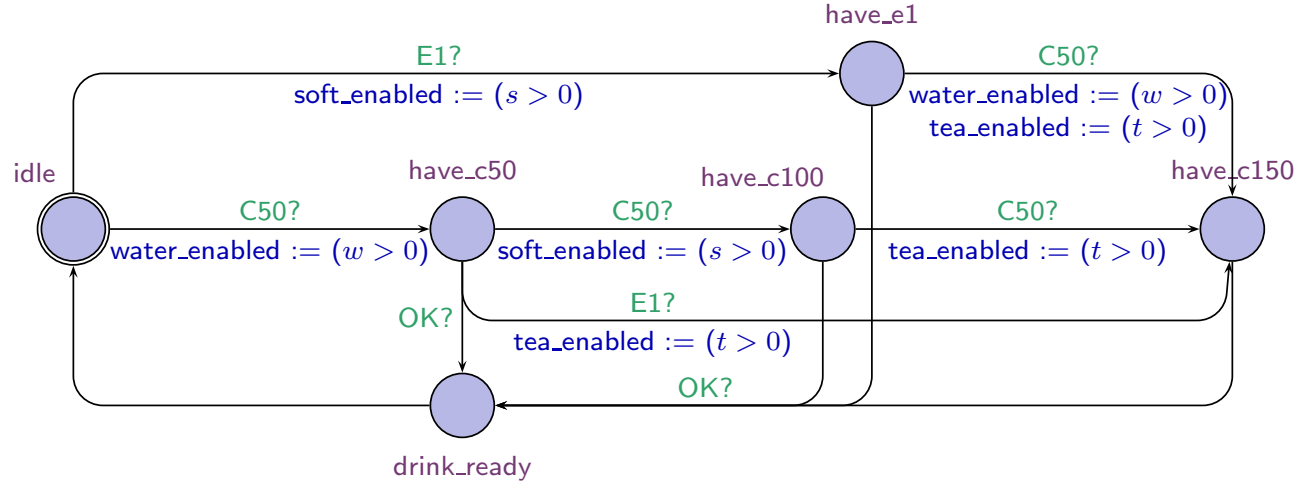 have_e1
E1?
soft_enabled := (s > 0)
C50?
water_enabled := (w > 0)
tea_enabled := (t > 0)
idle
have_c50
have_c100
have_c150
C50?
water_enabled := (w > 0)
C50?
soft_enabled := (s > 0)
C50?
tea_enabled := (t > 0)
OK?
E1?
tea_enabled := (t > 0)
OK?
drink_ready